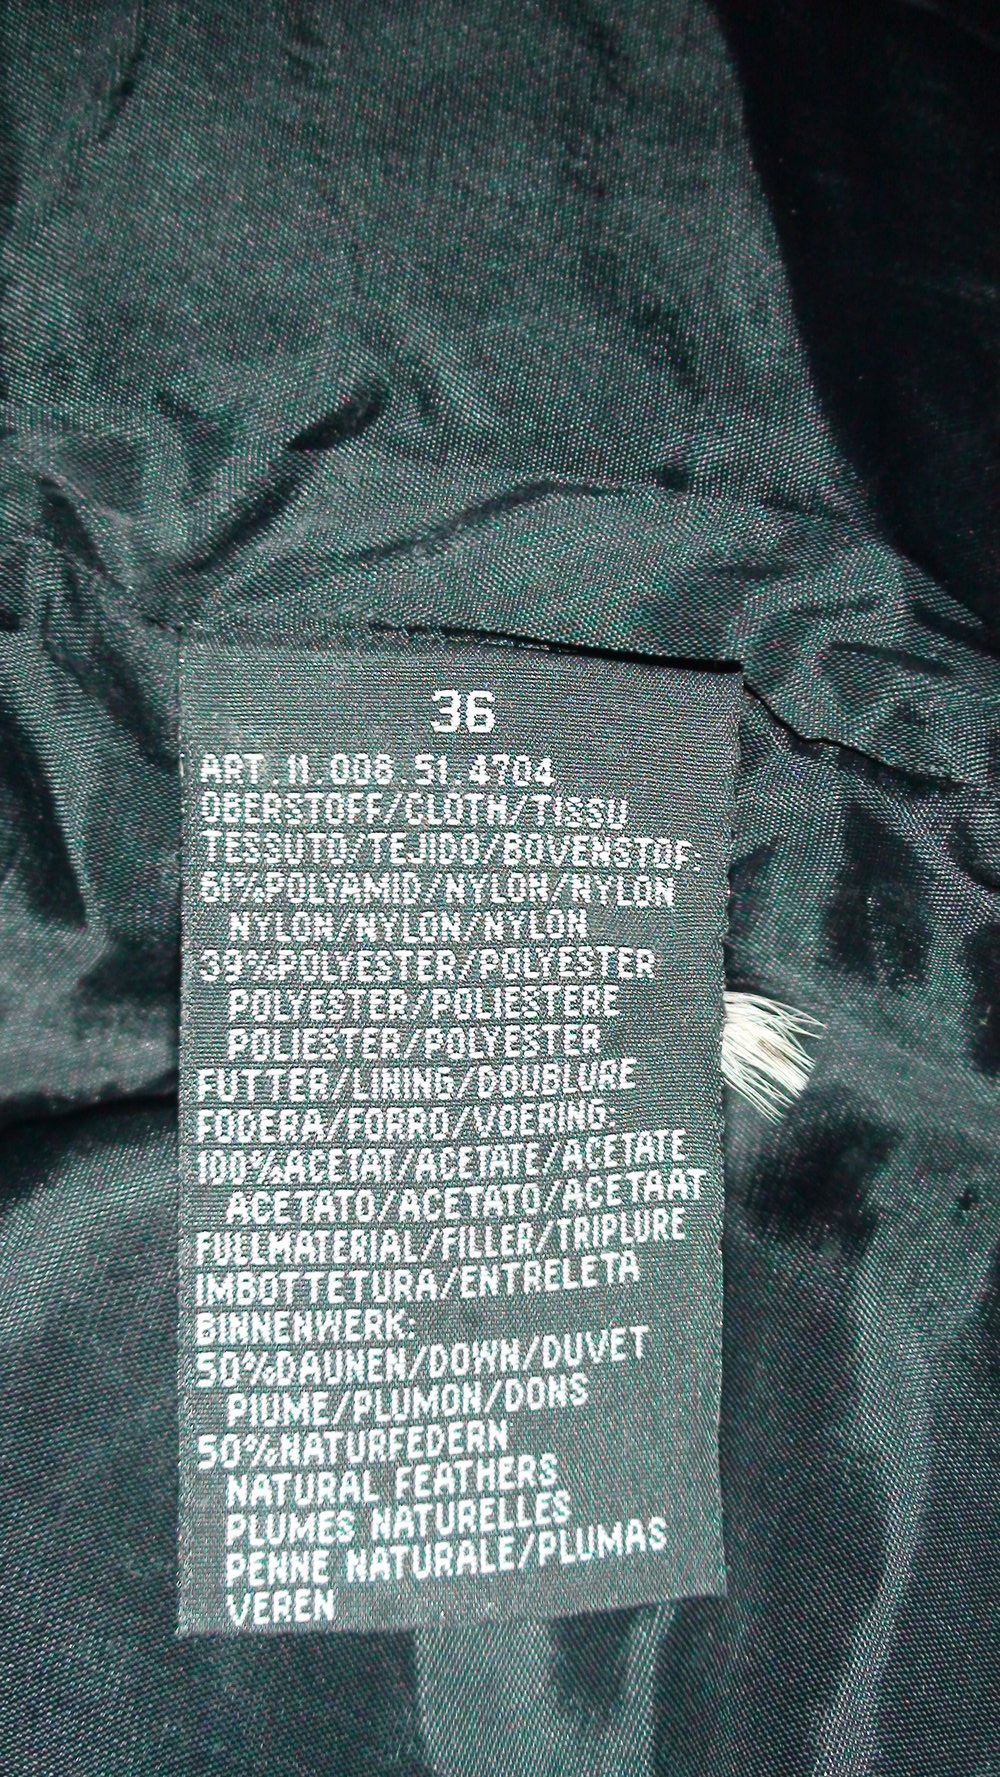 36
ART.N.006.51.4704
OBERSTOFF/CLOTH/TISSU
TESSUTO/TEJIDO/BOVENSTOF:
61%POLYAMID/NYLON/NYLON
NYLON/NYLON/NYLON
39%POLYESTER/POLYESTER
POLYESTER/POLIESTERE
POLIESTER/POLYESTER
FUTTER/LINING/DOUBLURE
FODERA/FORRO/VOERING:
100%ACETAT/ACETATE/ACETATE
ACETATO/ACETATO/ACETAAT
FULLMATERIAL/FILLER/TRIPLURE
IMBOTTETURA/ENTRELETA
BINNENWERK:
50%DAUNEN/DOWN/DUVET
PIUME/PLUMON/DONS
50%NATURFEDERN
NATURAL FEATHERS
PLUMES NATURELLES
PENNE NATURALE/PLUMAS
VEREN